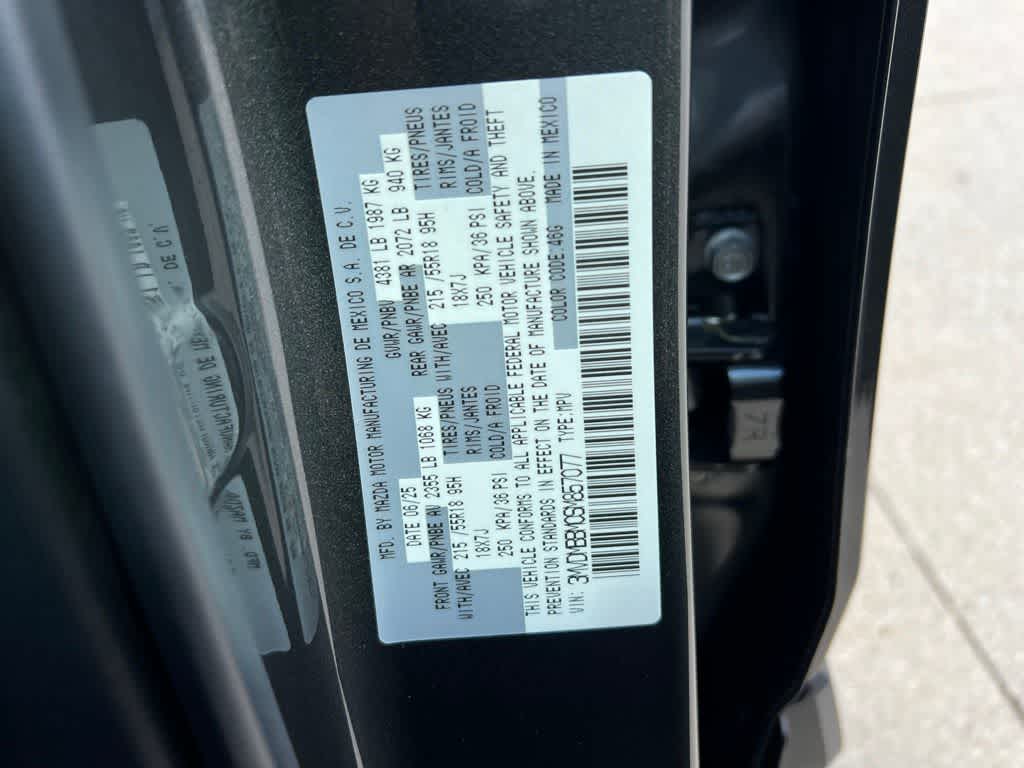 MFD. BY MAZDA MOTOR MANUFACTURING DE MEXICO S.A. DE C.V.
DATE 06/25 GVWR/PNBV 4381 LB 1987 KG
FRONT GAWR/PNBE AV 2355 LB 1068 KG REAR GAWR/PNBE AR 2072 LB 940 KG
WITH/AVEC 215 /55R18 95H TIRES/PNEUS WITH/AVEC 215 /55R18 95H TIRES/PNEUS
18X7J RIMS/JANTES 18X7J RIMS/JANTES
250 KPA/36 PSI COLD/A FROID 250 KPA/36 PSI COLD/A FROID
THIS VEHICLE CONFORMS TO ALL APPLICABLE FEDERAL MOTOR VEHICLE SAFETY AND THEFT
PREVENTION STANDARDS IN EFFECT ON THE DATE OF MANUFACTURE SHOWN ABOVE.
VIN: TYPE:MPV COLOR CODE 46G MADE IN MEXICO